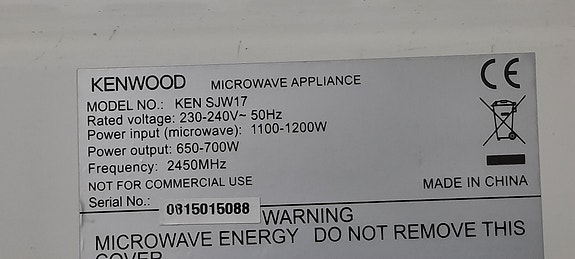 KENWOOD MICROWAVE APPLIANCE
CE
MODEL NO.: KEN SJW17
Rated voltage: 230-240V~ 50Hz
Power input (microwave): 1100-1200W
Power output: 650-700W
Frequency: 2450MHz
NOT FOR COMMERCIAL USE
MADE IN CHINA
Serial No.: 0815015088
WARNING
MICROWAVE ENERGY DO NOT REMOVE THIS
COVER